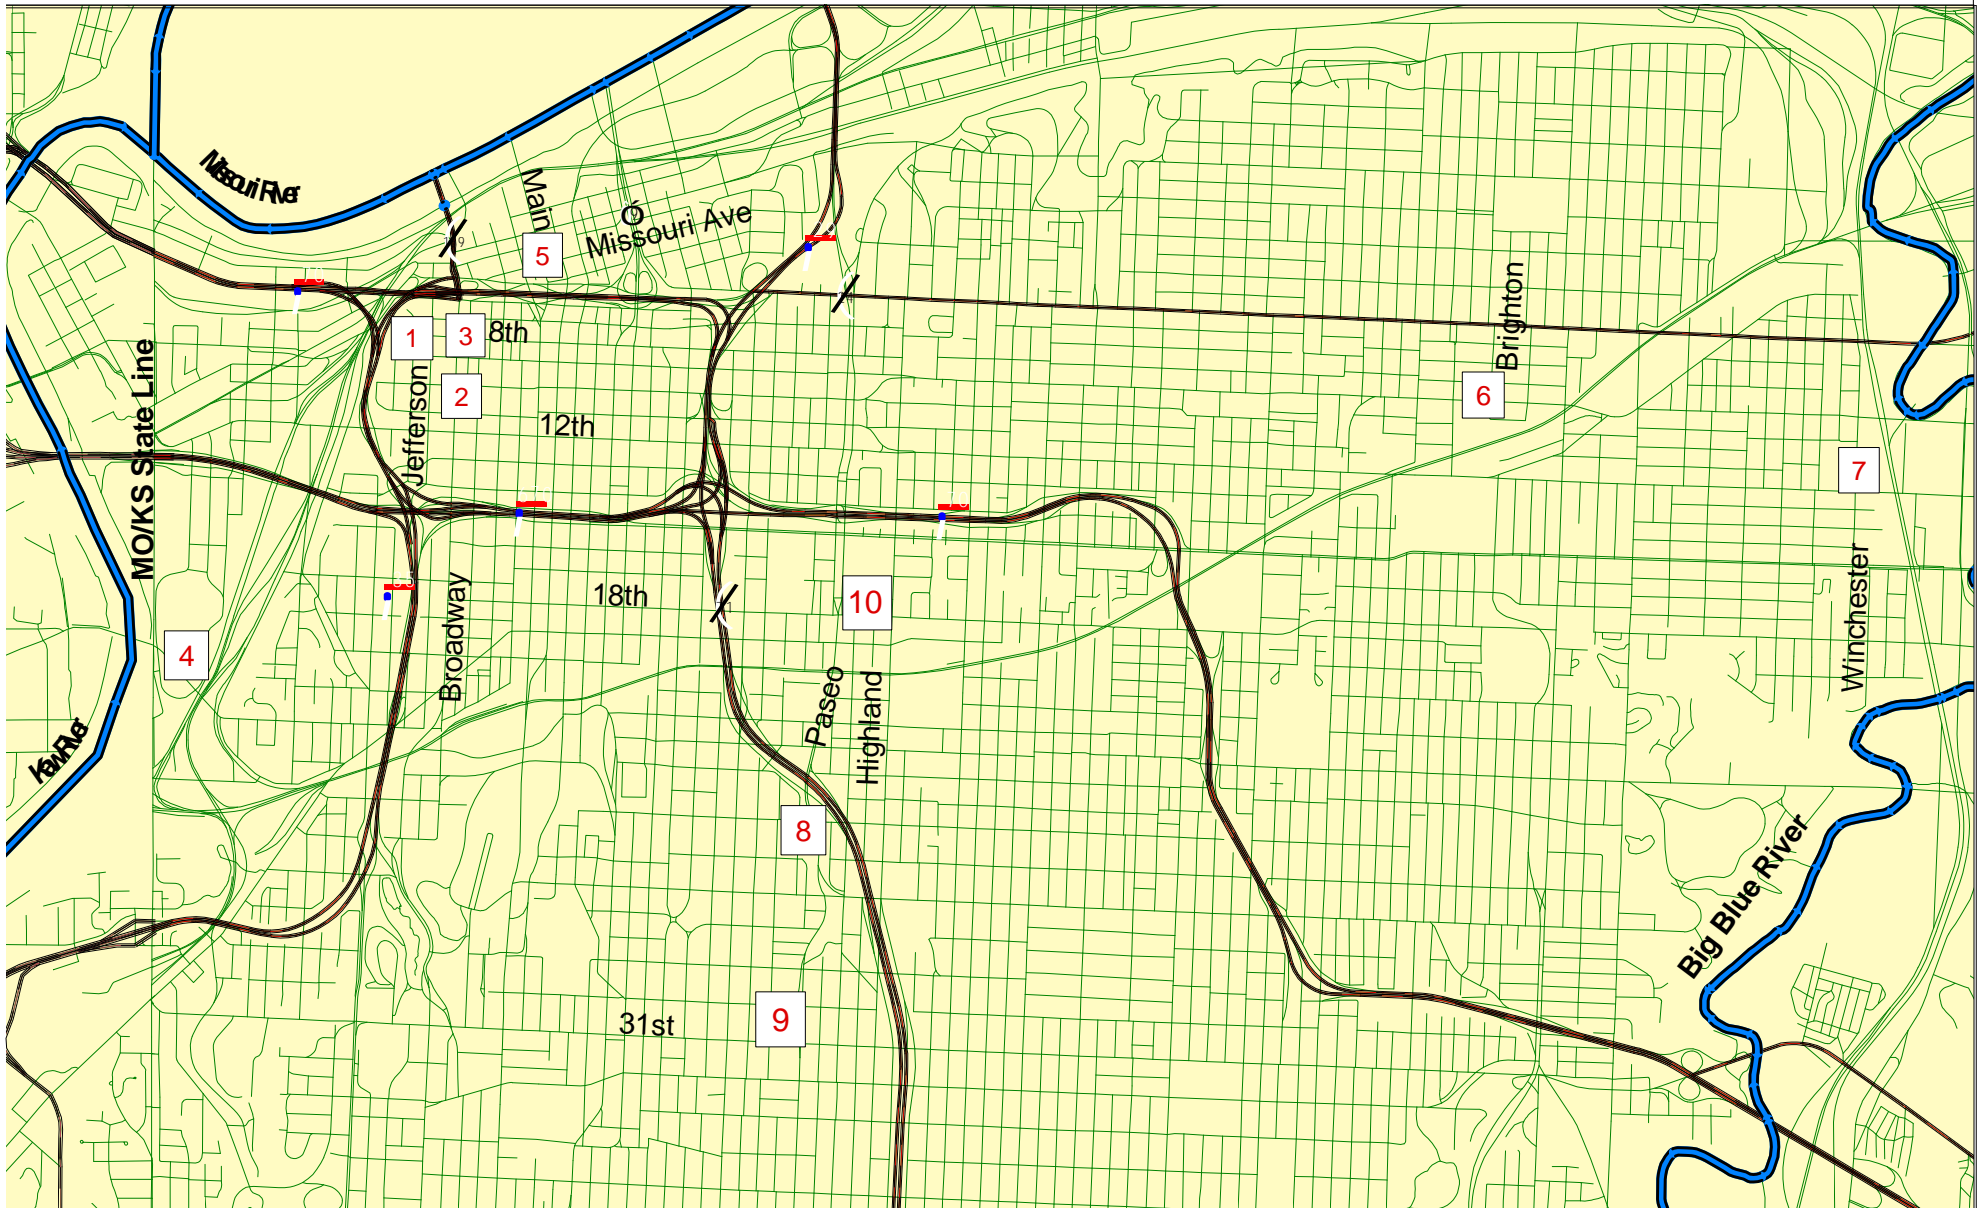 Missouri River
Main
Missouri Ave
5
1
3
8th
Brighton
MO/KS State Line
Jefferson
2
6
12th
7
Winchester
18th
10
Broadway
4
Paseo
Highland
Kaw River
8
Big Blue River
31st
9